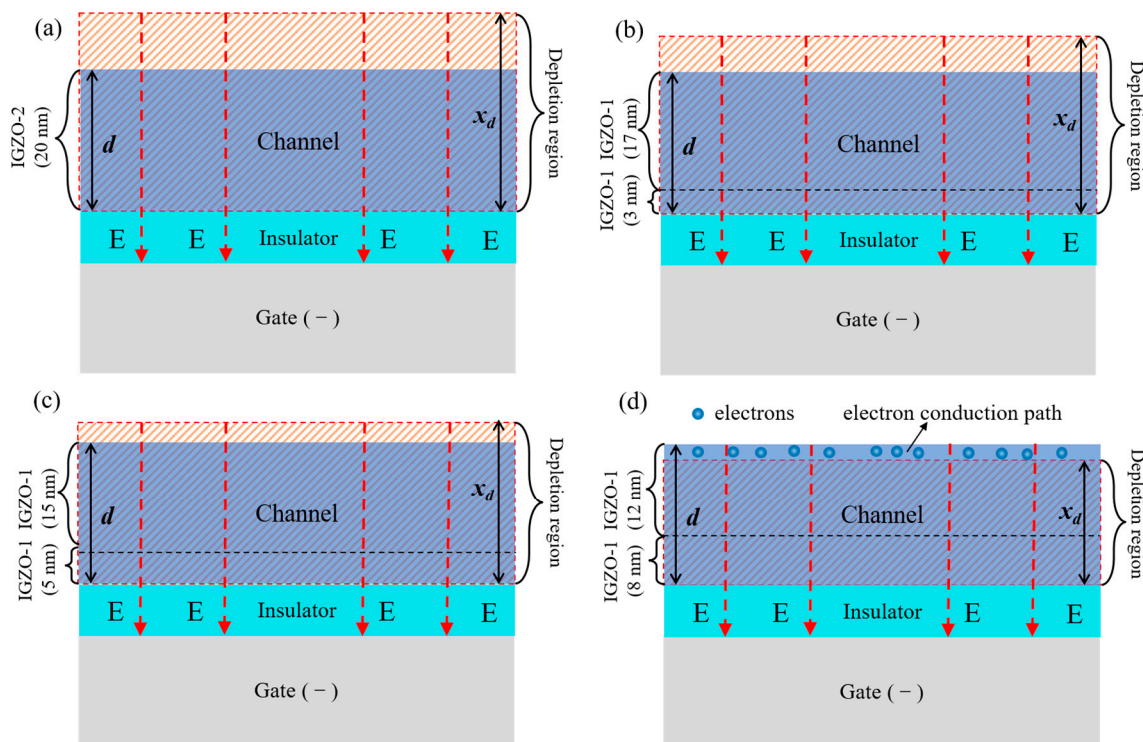 (a)
IGZO-2
(20 nm)
d
Channel
x_d
Depletion region
E
E
Insulator
E
E
Gate ( − )
(b)
IGZO-1
(17 nm)
IGZO-1
(3 nm)
d
Channel
x_d
Depletion region
E
E
Insulator
E
E
Gate ( − )
(c)
IGZO-1
(15 nm)
IGZO-1
(5 nm)
d
Channel
x_d
Depletion region
E
E
Insulator
E
E
Gate ( − )
(d)
electrons
electron conduction path
IGZO-1
(12 nm)
IGZO-1
(8 nm)
d
Channel
x_d
Depletion region
E
E
Insulator
E
E
Gate ( − )